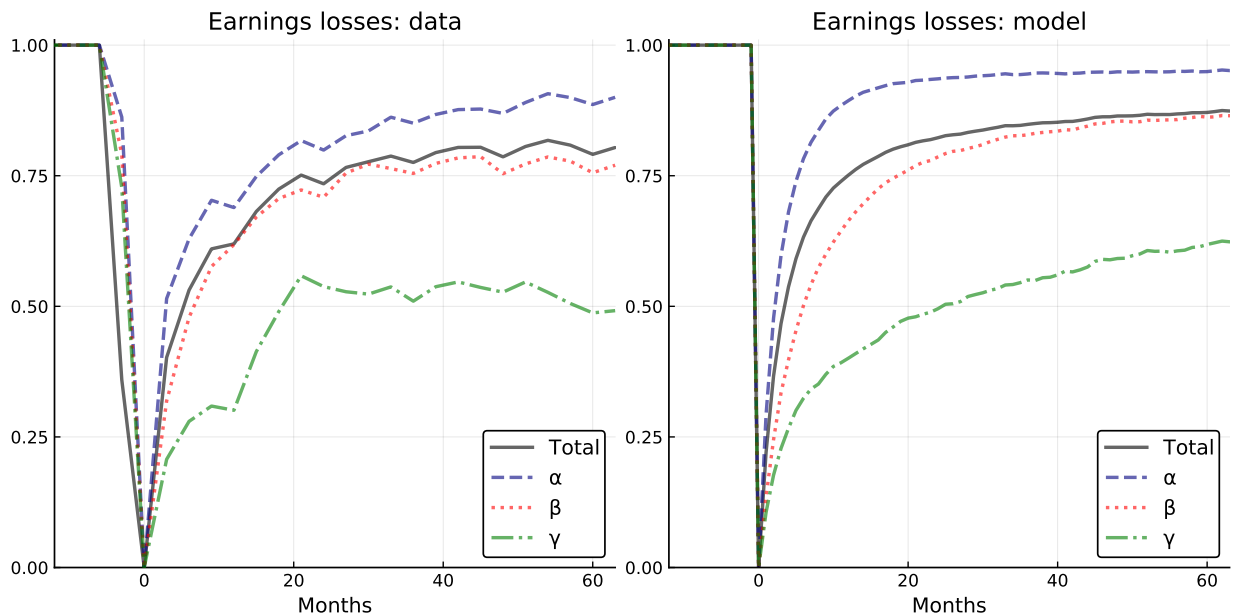 Earnings losses: data
1.00
0.75
0.50
0.25
0.00
0
20
40
60
Months
Total
α
β
γ
Earnings losses: model
1.00
0.75
0.50
0.25
0.00
0
20
40
60
Months
Total
α
β
γ